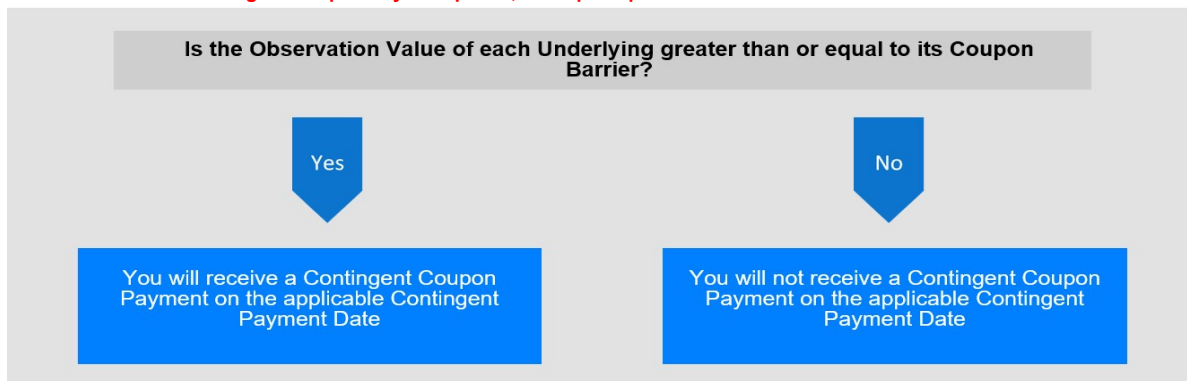 Is the Observation Value of each Underlying greater than or equal to its Coupon
Barrier?
Yes
No
You will receive a Contingent Coupon
Payment on the applicable Contingent
Payment Date
You will not receive a Contingent Coupon
Payment on the applicable Contingent
Payment Date